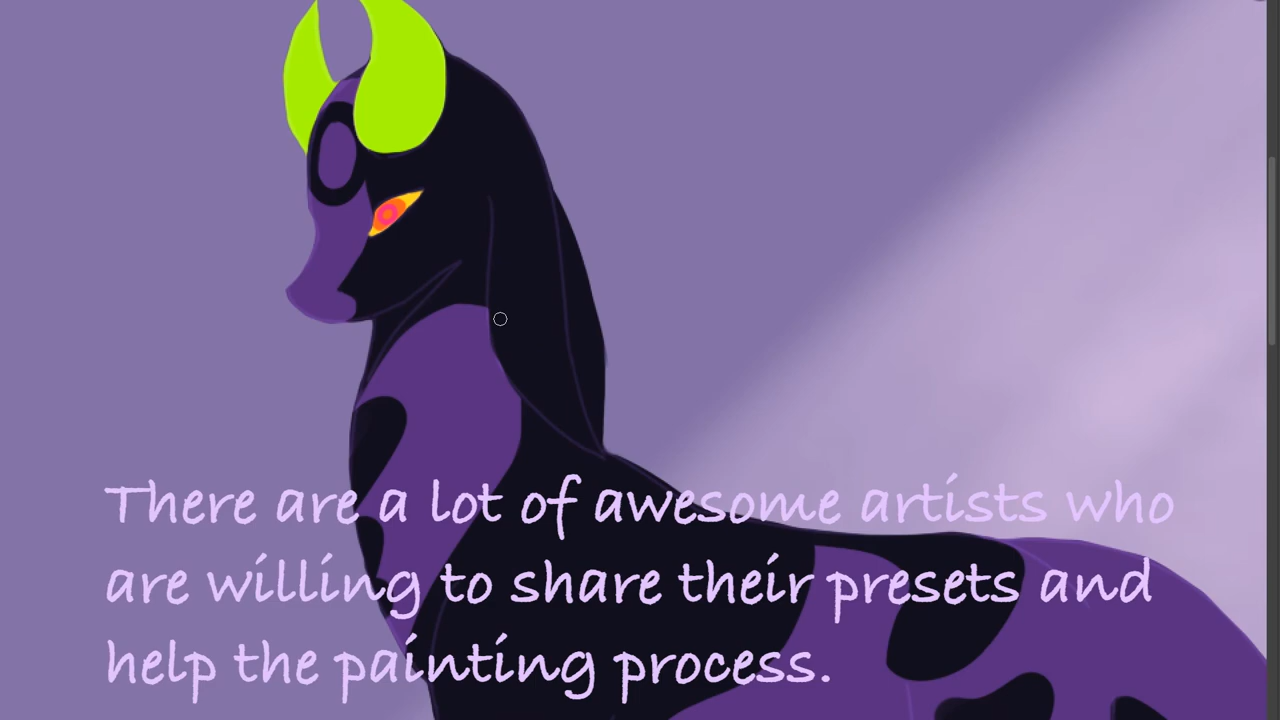 There are a lot of awesome artists who
are willing to share their presets and
help the painting process.